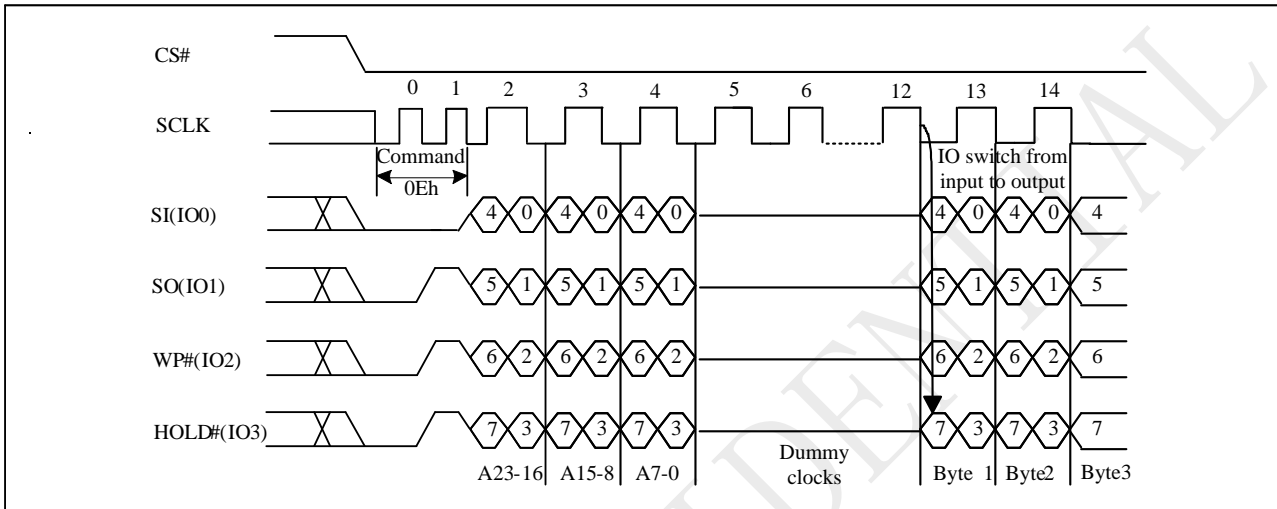 CS#
0 1 2 3 4 5 6 12 13 14
SCLK
Command
0Eh
IO switch from
input to output
SI(IO0) 4 0 4 0 4 0 4 0 4 0 4
SO(IO1) 5 1 5 1 5 1 5 1 5 1 5
WP#(IO2) 6 2 6 2 6 2 6 2 6 2 6
HOLD#(IO3) 7 3 7 3 7 3 7 3 7 3 7
A23-16 A15-8 A7-0 Dummy
clocks Byte 1 Byte2 Byte3
DENTIAL